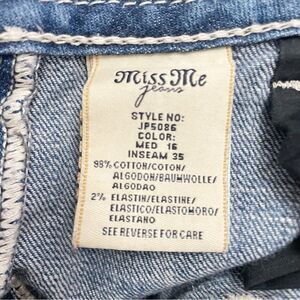 Miss Me
jeans
STYLE NO:
JP5086
COLOR:
MED 16
INSEAM 35
98% COTTON/COTON/
ALGODON/BAUMWOLLE/
ALGODAO
2% ELASTIN/ELASTINE/
ELASTICO/ELASTOMORO/
ELASTANO
SEE REVERSE FOR CARE